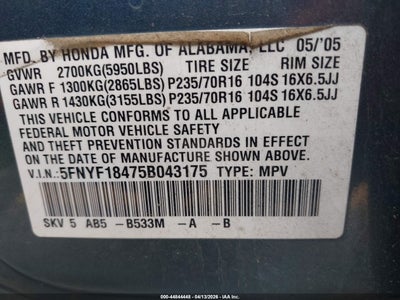 MFD. BY HONDA MFG. OF ALABAMA, LLC 05/'05
GVWR 2700KG(5950LBS) TIRE SIZE RIM SIZE
GAWR F 1300KG(2865LBS) P235/70R16 104S 16X6.5JJ
GAWR R 1430KG(3155LBS) P235/70R16 104S 16X6.5JJ
THIS VEHICLE CONFORMS TO ALL APPLICABLE
FEDERAL MOTOR VEHICLE SAFETY
AND THEFT PREVENTION STANDARDS IN EFFECT ON
THE DATE OF MANUFACTURE SHOWN ABOVE.
V.I.N.: 5FNYF18475B043175 TYPE: MPV
SKV 5 AB5 -B533M -A -B
000-44844448 - 04/13/2026 - IAA, Inc.